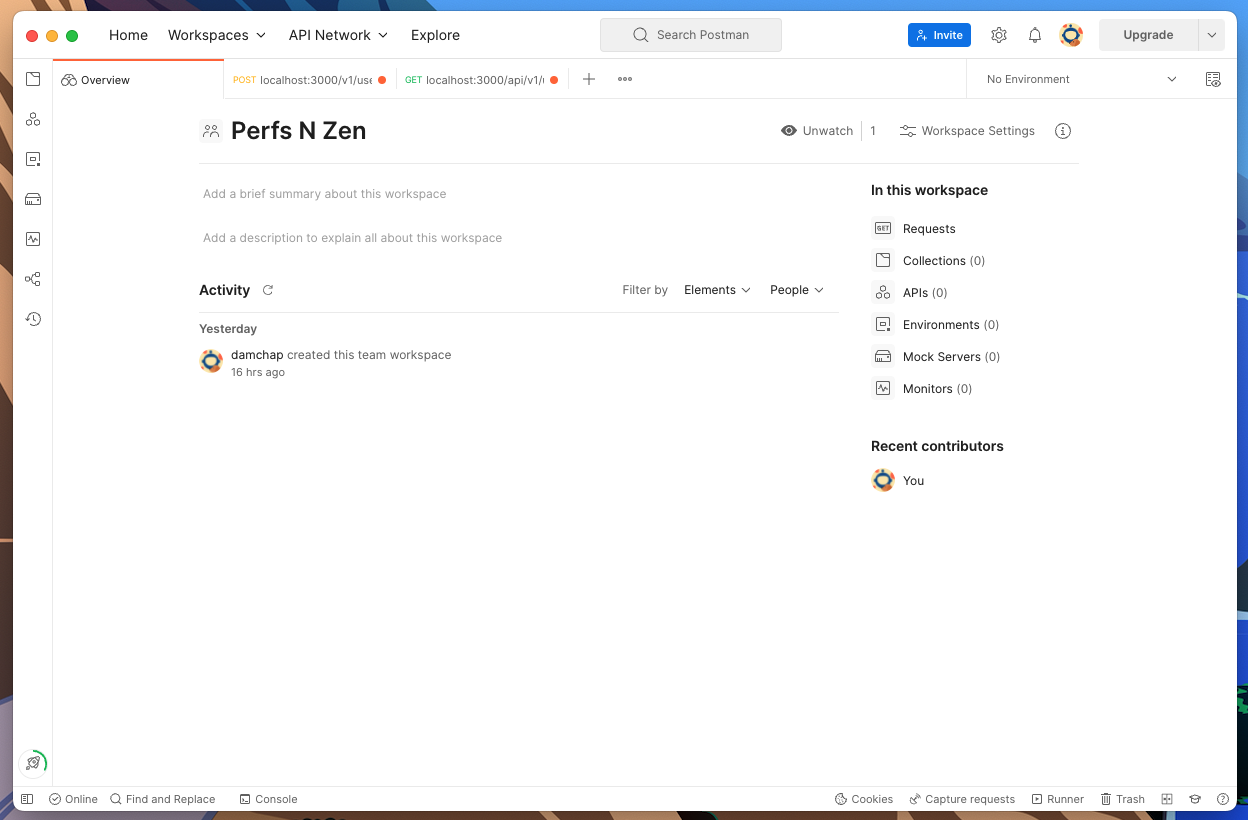 Home Workspaces API Network Explore Search Postman Invite Upgrade
Overview POST localhost:3000/v1/use GET localhost:3000/api/v1/ No Environment
Perfs N Zen Unwatch 1 Workspace Settings
Add a brief summary about this workspace
Add a description to explain all about this workspace
Activity Filter by Elements People
Yesterday
damchap created this team workspace
16 hrs ago
In this workspace
GET Requests
Collections (0)
APIs (0)
Environments (0)
Mock Servers (0)
Monitors (0)
Recent contributors
You
Online Find and Replace Console Cookies Capture requests Runner Trash